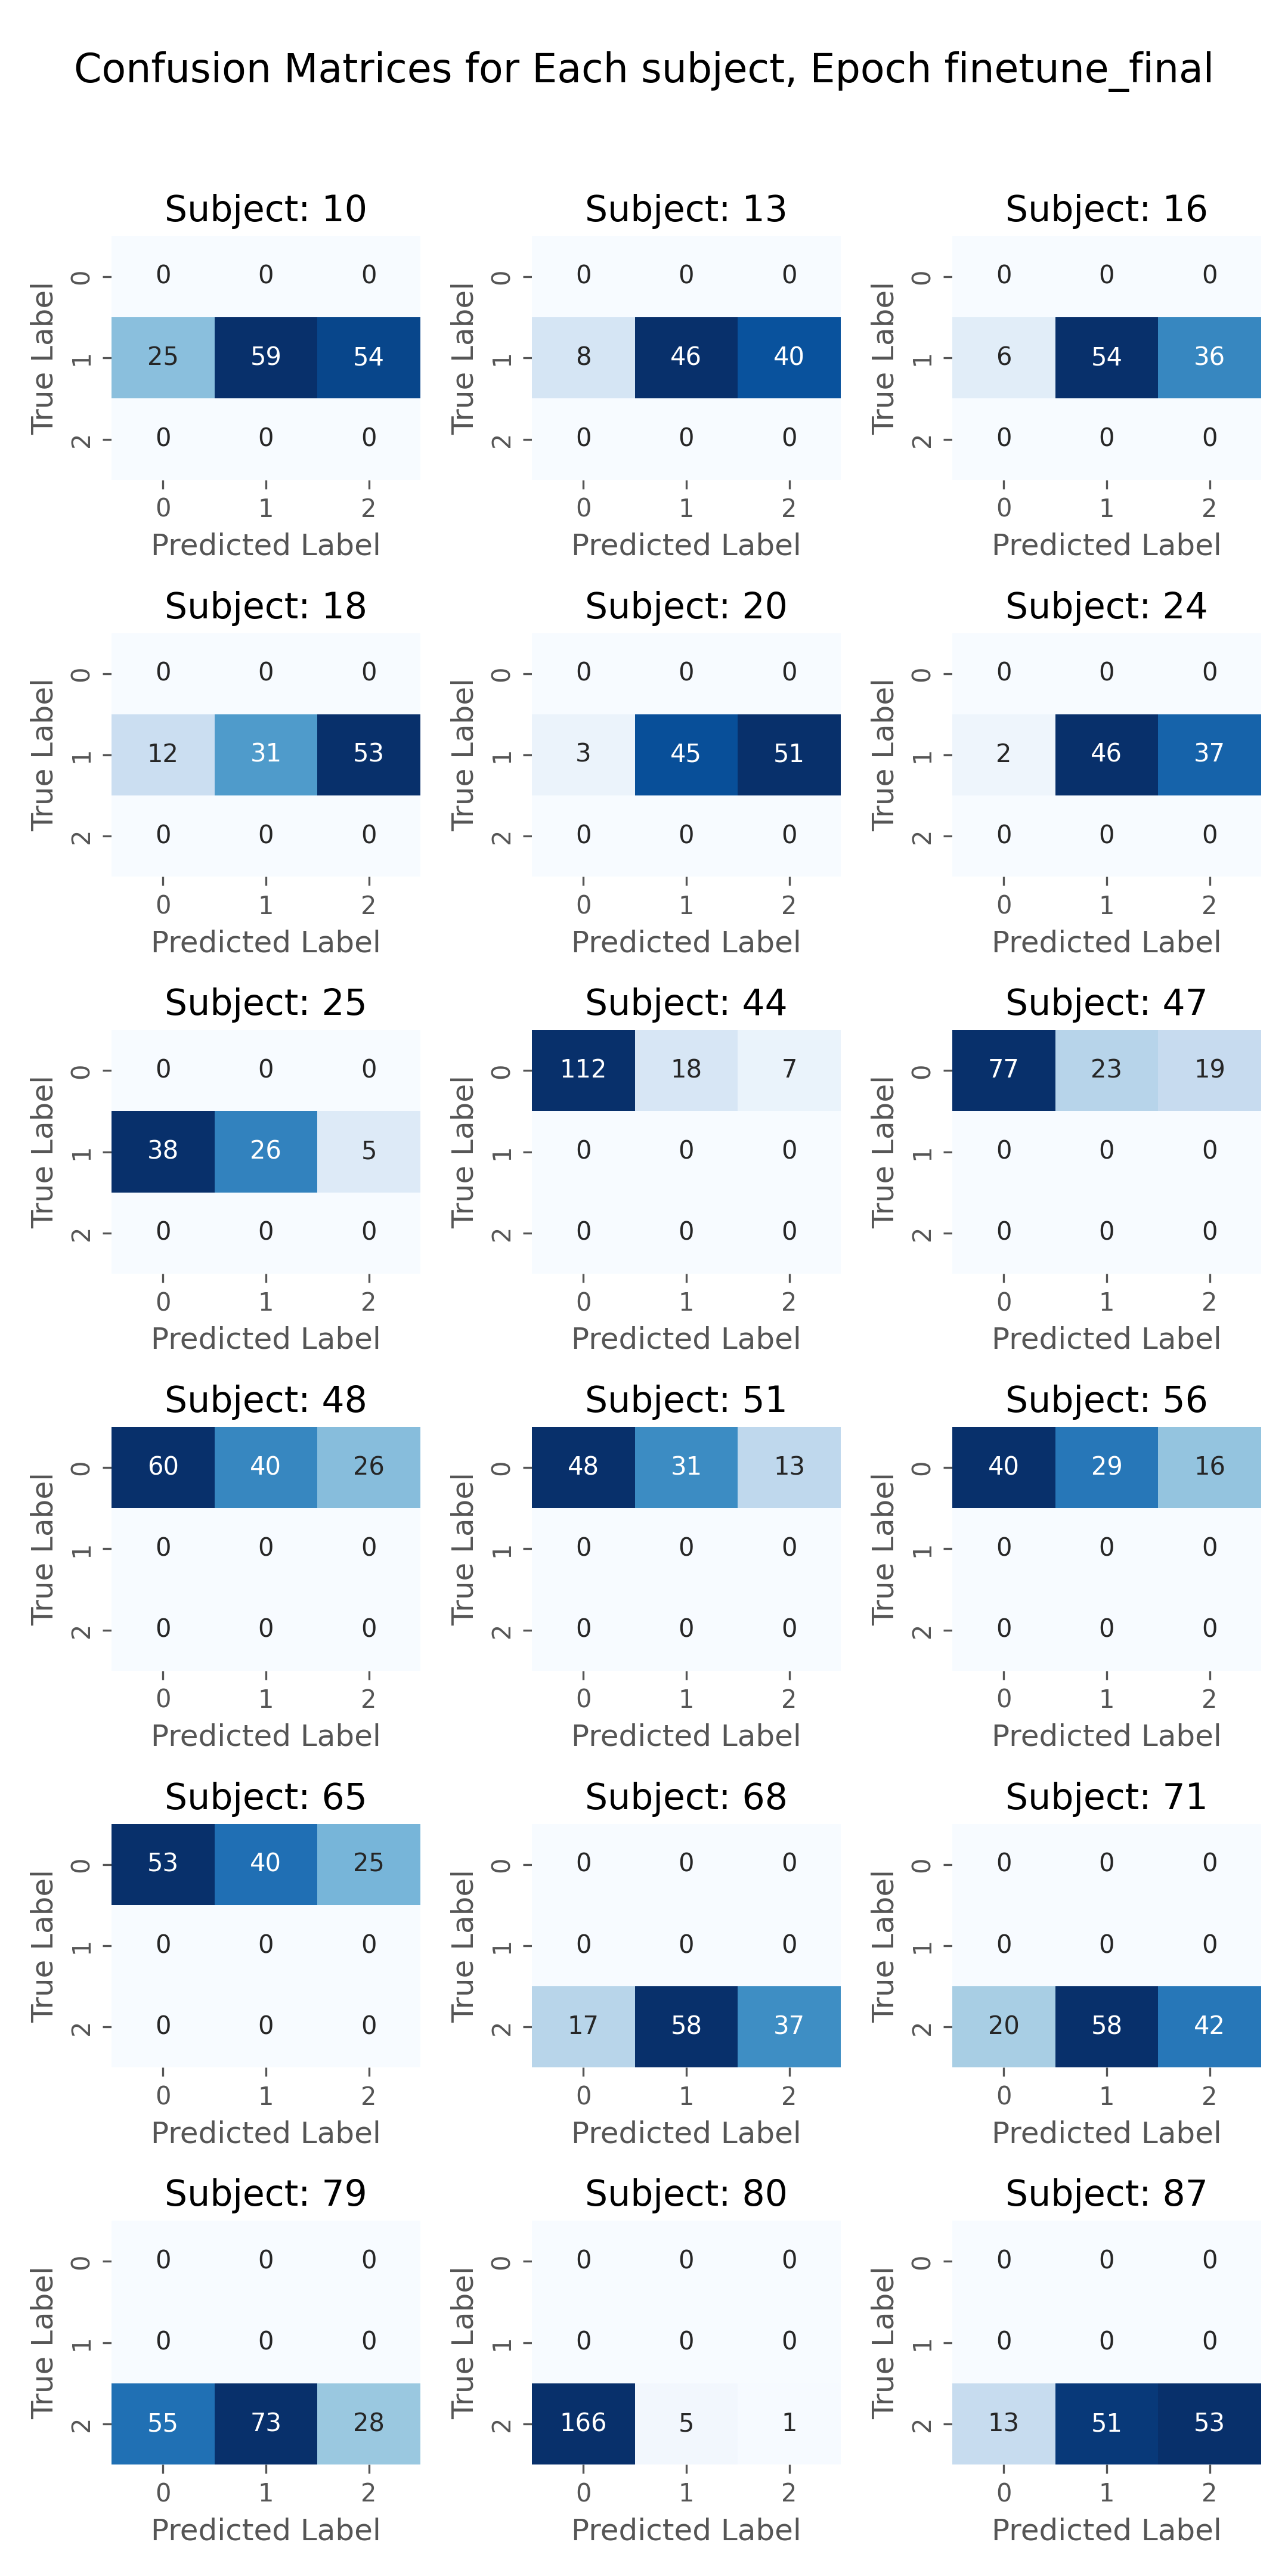 Confusion Matrices for Each subject, Epoch finetune_final
Subject: 10 Subject: 13 Subject: 16
True Label 0 0 0 0 True Label 0 0 0 0 True Label 0 0 0 0
1 25 59 54 1 8 46 40 1 6 54 36
2 0 0 0 2 0 0 0 2 0 0 0
0 1 2 0 1 2 0 1 2
Predicted Label Predicted Label Predicted Label
Subject: 18 Subject: 20 Subject: 24
True Label 0 0 0 0 True Label 0 0 0 0 True Label 0 0 0 0
1 12 31 53 1 3 45 51 1 2 46 37
2 0 0 0 2 0 0 0 2 0 0 0
0 1 2 0 1 2 0 1 2
Predicted Label Predicted Label Predicted Label
Subject: 25 Subject: 44 Subject: 47
True Label 0 0 0 0 True Label 0 112 18 7 True Label 0 77 23 19
1 38 26 5 1 0 0 0 1 0 0 0
2 0 0 0 2 0 0 0 2 0 0 0
0 1 2 0 1 2 0 1 2
Predicted Label Predicted Label Predicted Label
Subject: 48 Subject: 51 Subject: 56
True Label 0 60 40 26 True Label 0 48 31 13 True Label 0 40 29 16
1 0 0 0 1 0 0 0 1 0 0 0
2 0 0 0 2 0 0 0 2 0 0 0
0 1 2 0 1 2 0 1 2
Predicted Label Predicted Label Predicted Label
Subject: 65 Subject: 68 Subject: 71
True Label 0 53 40 25 True Label 0 0 0 0 True Label 0 0 0 0
1 0 0 0 1 0 0 0 1 0 0 0
2 0 0 0 2 17 58 37 2 20 58 42
0 1 2 0 1 2 0 1 2
Predicted Label Predicted Label Predicted Label
Subject: 79 Subject: 80 Subject: 87
True Label 0 0 0 0 True Label 0 0 0 0 True Label 0 0 0 0
1 0 0 0 1 0 0 0 1 0 0 0
2 55 73 28 2 166 5 1 2 13 51 53
0 1 2 0 1 2 0 1 2
Predicted Label Predicted Label Predicted Label